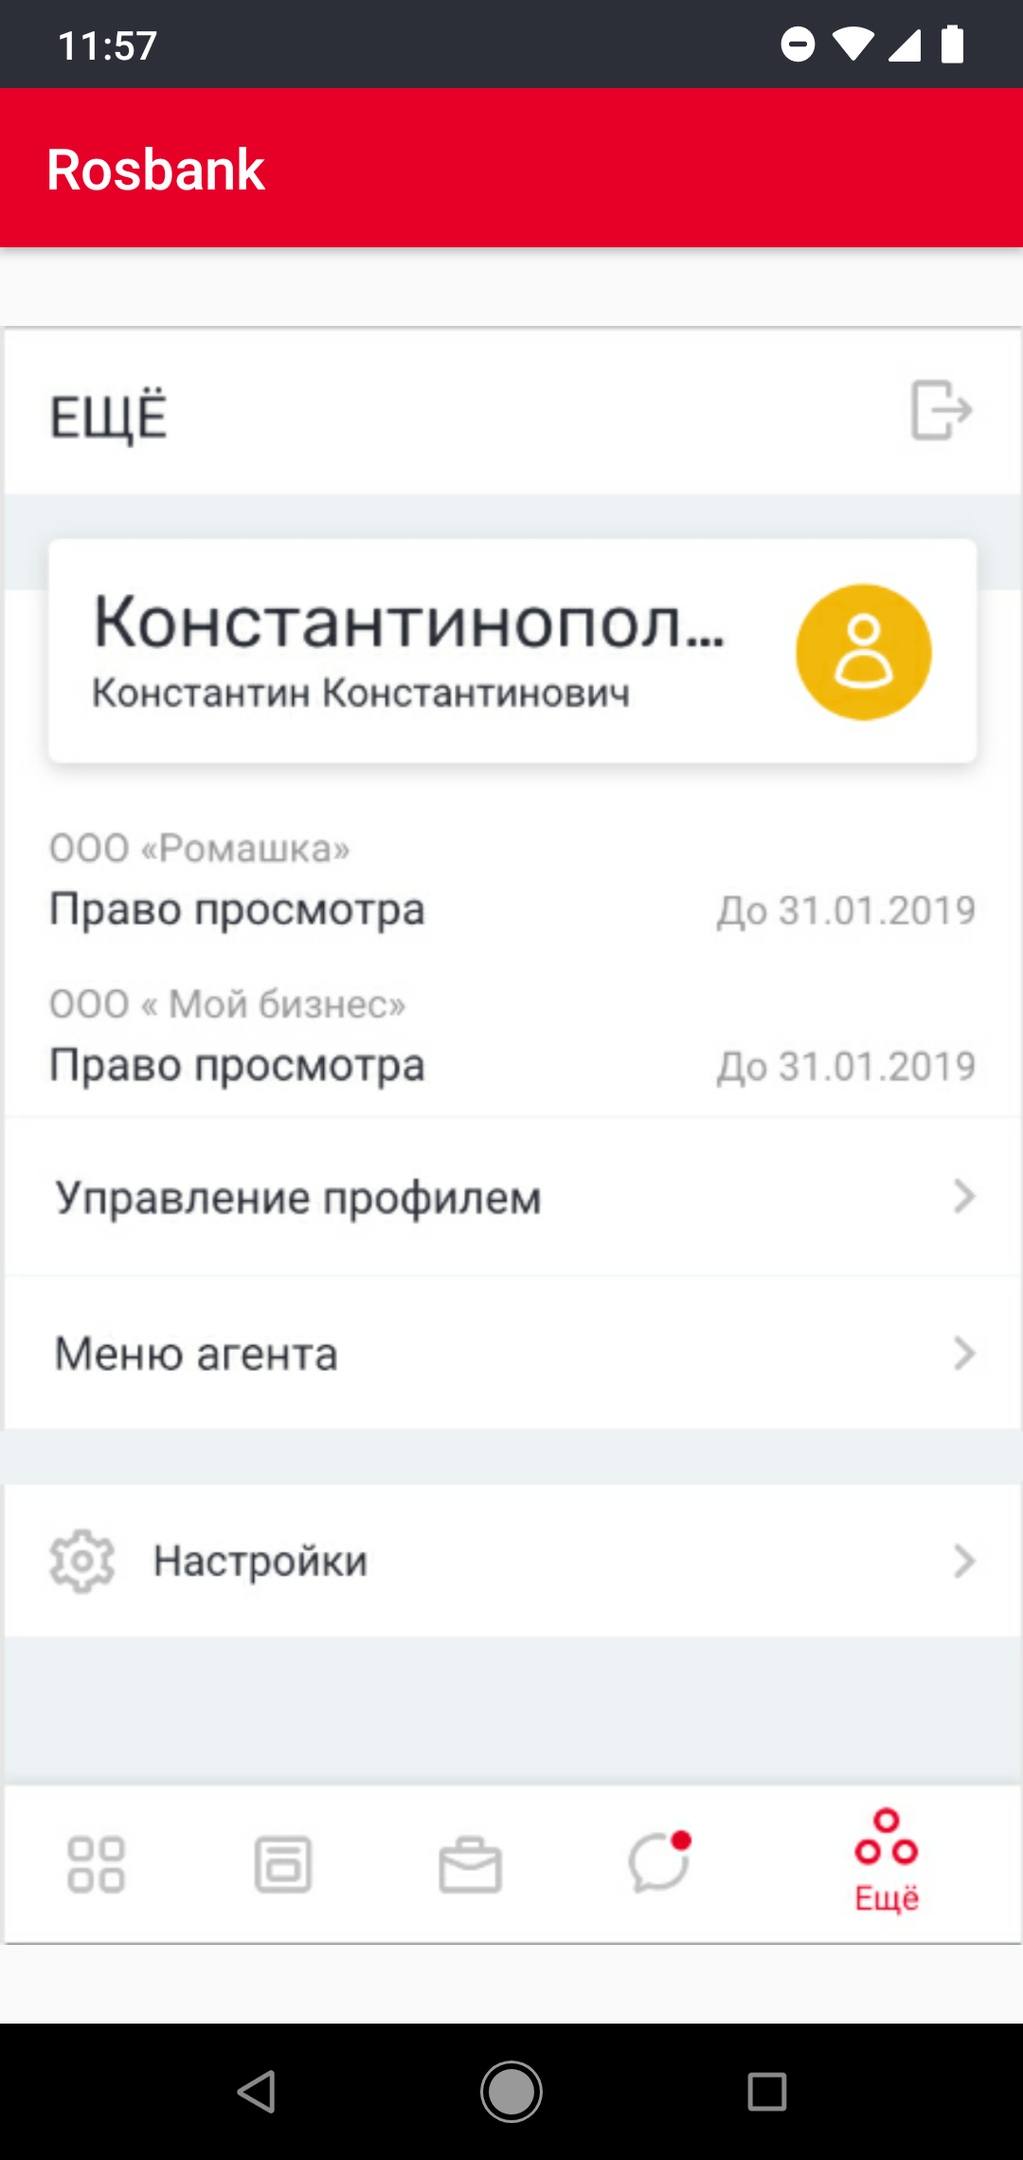 11:57
Rosbank
ЕЩЁ
Константинопол...
Константин Константинович
ООО «Ромашка»
Право просмотра
До 31.01.2019
ООО « Мой бизнес»
Право просмотра
До 31.01.2019
Управление профилем
Меню агента
Настройки
Ещё